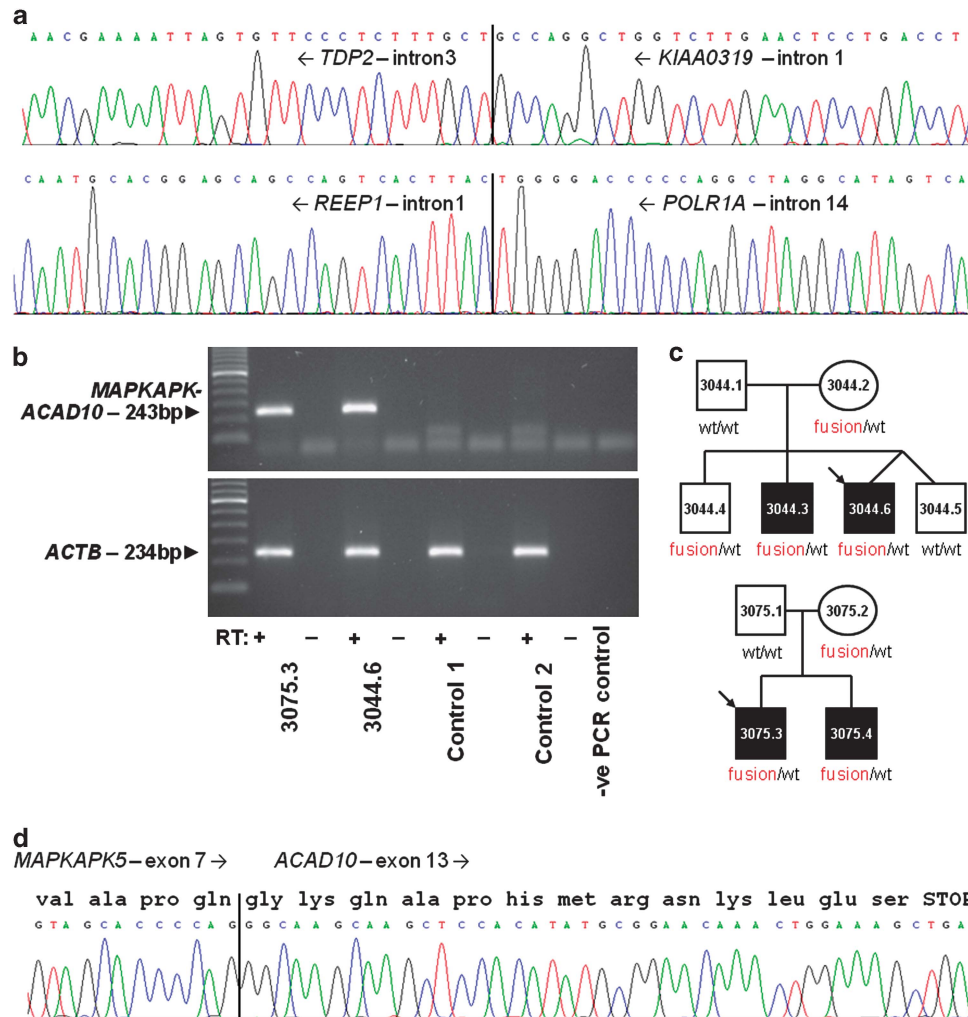 a
A A C G A A A A T T A G T G T T C C C T C T T T G C T G C C A G G C T G G T C T T G A A C T C C T G A C C T
← TDP2 – intron3
← KIAA0319 – intron 1
C A A T G C A C G G A G C A G C C A G T C A C T T A C T G G G G A C C C C C A G G C T A G G C A T A G T C A
← REEP1 – intron1
← POLR1A – intron 14
b
MAPKAPK-
ACAD10 – 243bp►
ACTB – 234bp►
RT: + – + – + – + –
3075.3
3044.6
Control 1
Control 2
-ve PCR control
c
3044.1
3044.2
wt/wt
fusion/wt
3044.4
3044.3
3044.6
3044.5
fusion/wt
fusion/wt
fusion/wt
wt/wt
3075.1
3075.2
wt/wt
fusion/wt
3075.3
3075.4
fusion/wt
fusion/wt
d
MAPKAPK5 – exon 7 →
ACAD10 – exon 13 →
val ala pro gln gly lys gln ala pro his met arg asn lys leu glu ser STOP
G T A G C A C C C C A G G G C A A G C A A G C T C C A C A T A T G C G G A A C A A A C T G G A A A G C T G A